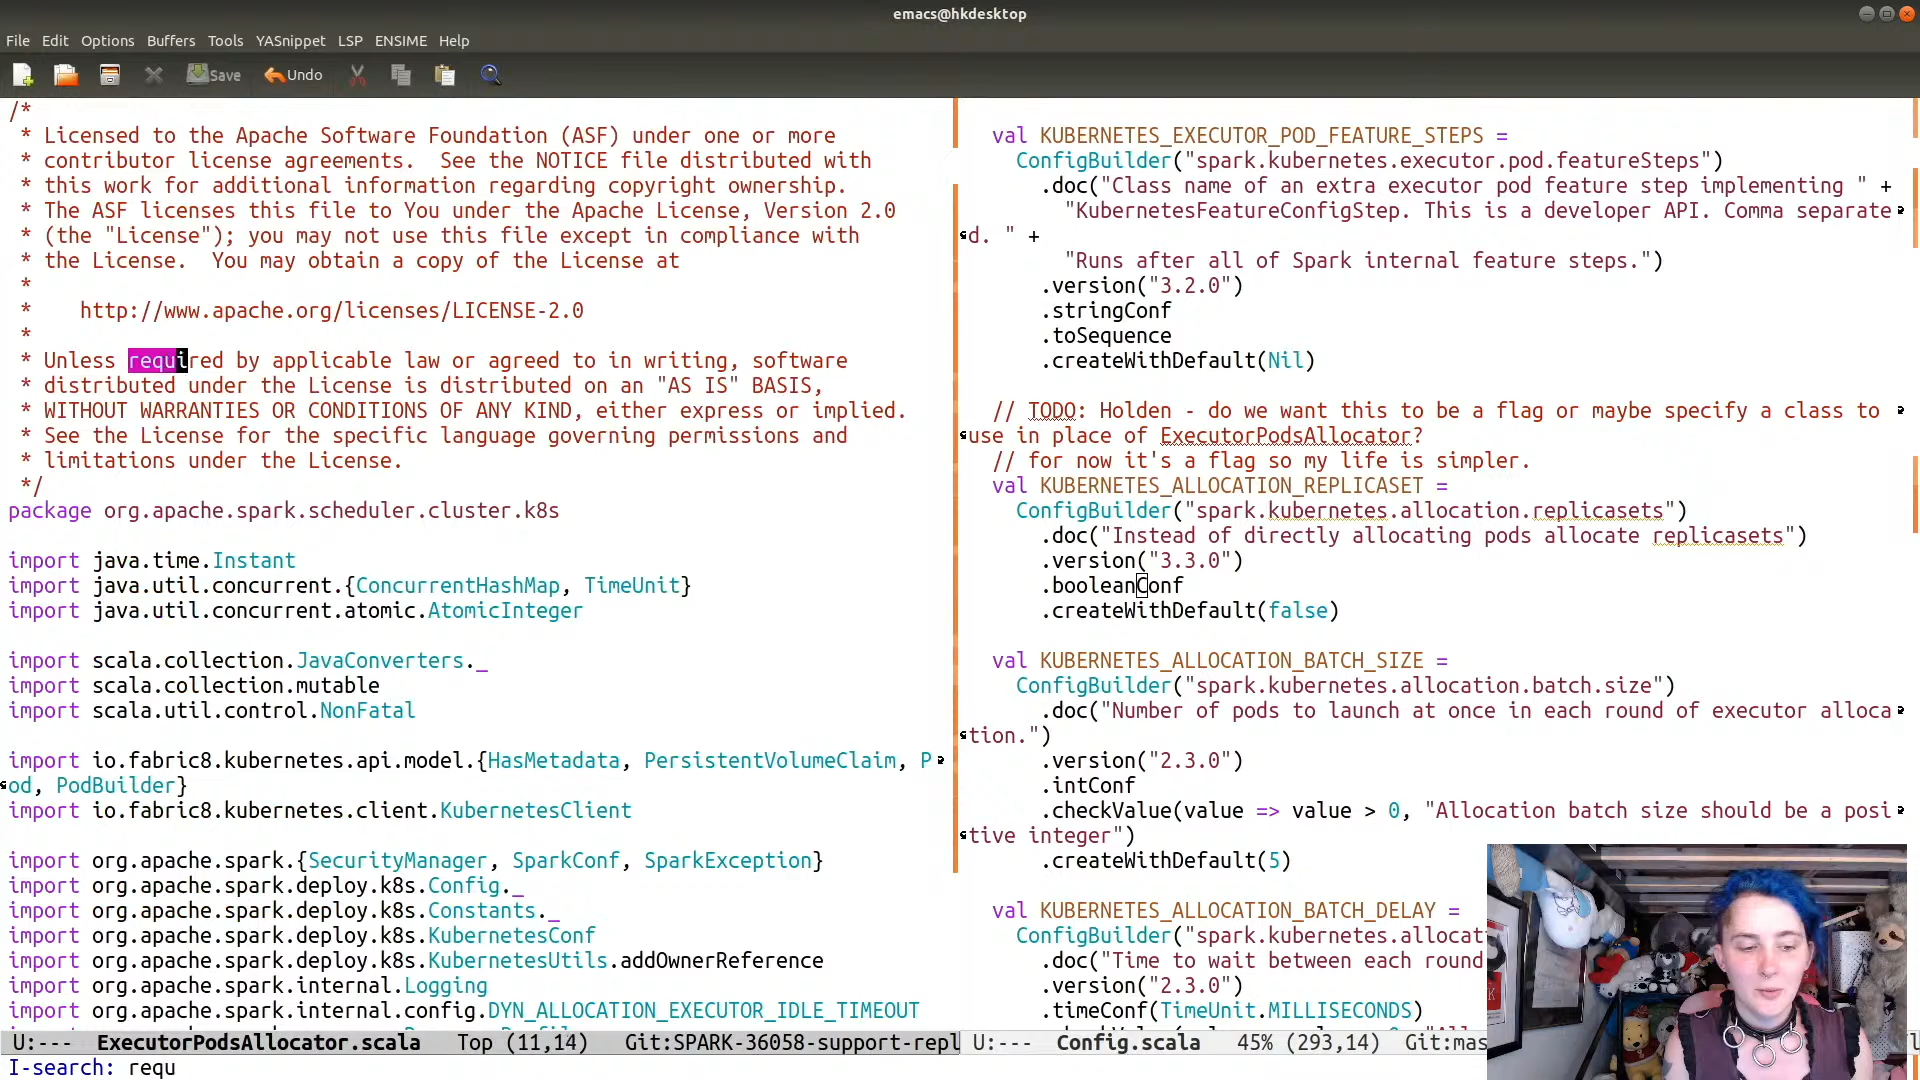 emacs@hkdesktop
File Edit Options Buffers Tools YASnippet LSP ENSIME Help
Save Undo
/*
* Licensed to the Apache Software Foundation (ASF) under one or more
* contributor license agreements.  See the NOTICE file distributed with
* this work for additional information regarding copyright ownership.
* The ASF licenses this file to You under the Apache License, Version 2.0
* (the "License"); you may not use this file except in compliance with
* the License.  You may obtain a copy of the License at
*
*    http://www.apache.org/licenses/LICENSE-2.0
*
* Unless required by applicable law or agreed to in writing, software
* distributed under the License is distributed on an "AS IS" BASIS,
* WITHOUT WARRANTIES OR CONDITIONS OF ANY KIND, either express or implied.
* See the License for the specific language governing permissions and
* limitations under the License.
*/
package org.apache.spark.scheduler.cluster.k8s
import java.time.Instant
import java.util.concurrent.{ConcurrentHashMap, TimeUnit}
import java.util.concurrent.atomic.AtomicInteger
import scala.collection.JavaConverters._
import scala.collection.mutable
import scala.util.control.NonFatal
import io.fabric8.kubernetes.api.model.{HasMetadata, PersistentVolumeClaim, P
od, PodBuilder}
import io.fabric8.kubernetes.client.KubernetesClient
import org.apache.spark.{SecurityManager, SparkConf, SparkException}
import org.apache.spark.deploy.k8s.Config._
import org.apache.spark.deploy.k8s.Constants._
import org.apache.spark.deploy.k8s.KubernetesConf
import org.apache.spark.deploy.k8s.KubernetesUtils.addOwnerReference
import org.apache.spark.internal.Logging
import org.apache.spark.internal.config.DYN_ALLOCATION_EXECUTOR_IDLE_TIMEOUT
U:--- ExecutorPodsAllocator.scala Top (11,14) Git:SPARK-36058-support-repl
I-search: requ
val KUBERNETES_EXECUTOR_POD_FEATURE_STEPS =
ConfigBuilder("spark.kubernetes.executor.pod.featureSteps")
.doc("Class name of an extra executor pod feature step implementing " +
"KubernetesFeatureConfigStep. This is a developer API. Comma separate
d. " +
"Runs after all of Spark internal feature steps.")
.version("3.2.0")
.stringConf
.toSequence
.createWithDefault(Nil)
// TODO: Holden - do we want this to be a flag or maybe specify a class to
use in place of ExecutorPodsAllocator?
// for now it's a flag so my life is simpler.
val KUBERNETES_ALLOCATION_REPLICASET =
ConfigBuilder("spark.kubernetes.allocation.replicasets")
.doc("Instead of directly allocating pods allocate replicasets")
.version("3.3.0")
.booleanConf
.createWithDefault(false)
val KUBERNETES_ALLOCATION_BATCH_SIZE =
ConfigBuilder("spark.kubernetes.allocation.batch.size")
.doc("Number of pods to launch at once in each round of executor alloca
tion.")
.version("2.3.0")
.intConf
.checkValue(value => value > 0, "Allocation batch size should be a posi
tive integer")
.createWithDefault(5)
val KUBERNETES_ALLOCATION_BATCH_DELAY =
ConfigBuilder("spark.kubernetes.allocat
.doc("Time to wait between each round
.version("2.3.0")
.timeConf(TimeUnit.MILLISECONDS)
U:--- Config.scala 45% (293,14) Git:mas